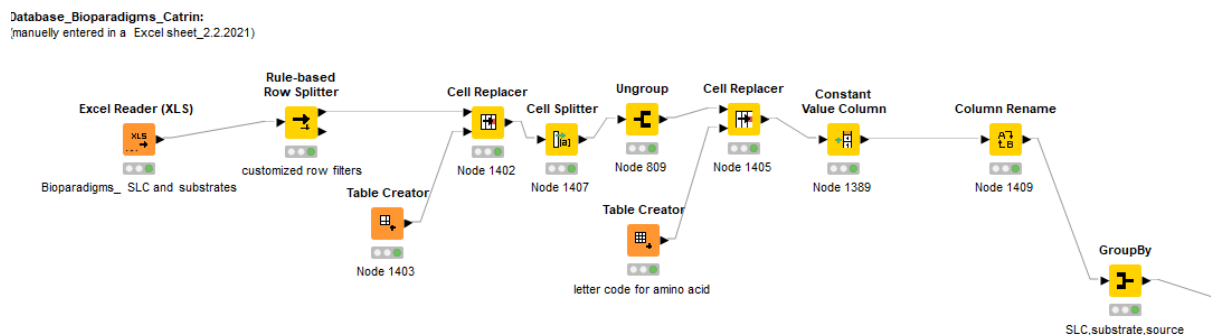 Database_Bioparadigms_Catrin:
(manuelly entered in a Excel sheet_2.2.2021)
Excel Reader (XLS)
XLS
Bioparadigms_ SLC and substrates
Rule-based
Row Splitter
customized row filters
Table Creator
Node 1403
Cell Replacer
Node 1402
Cell Splitter
[a]
Node 1407
Ungroup
Node 809
Table Creator
letter code for amino acid
Cell Replacer
Node 1405
Constant
Value Column
Node 1389
Column Rename
A
B
Node 1409
GroupBy
SLC,substrate,source